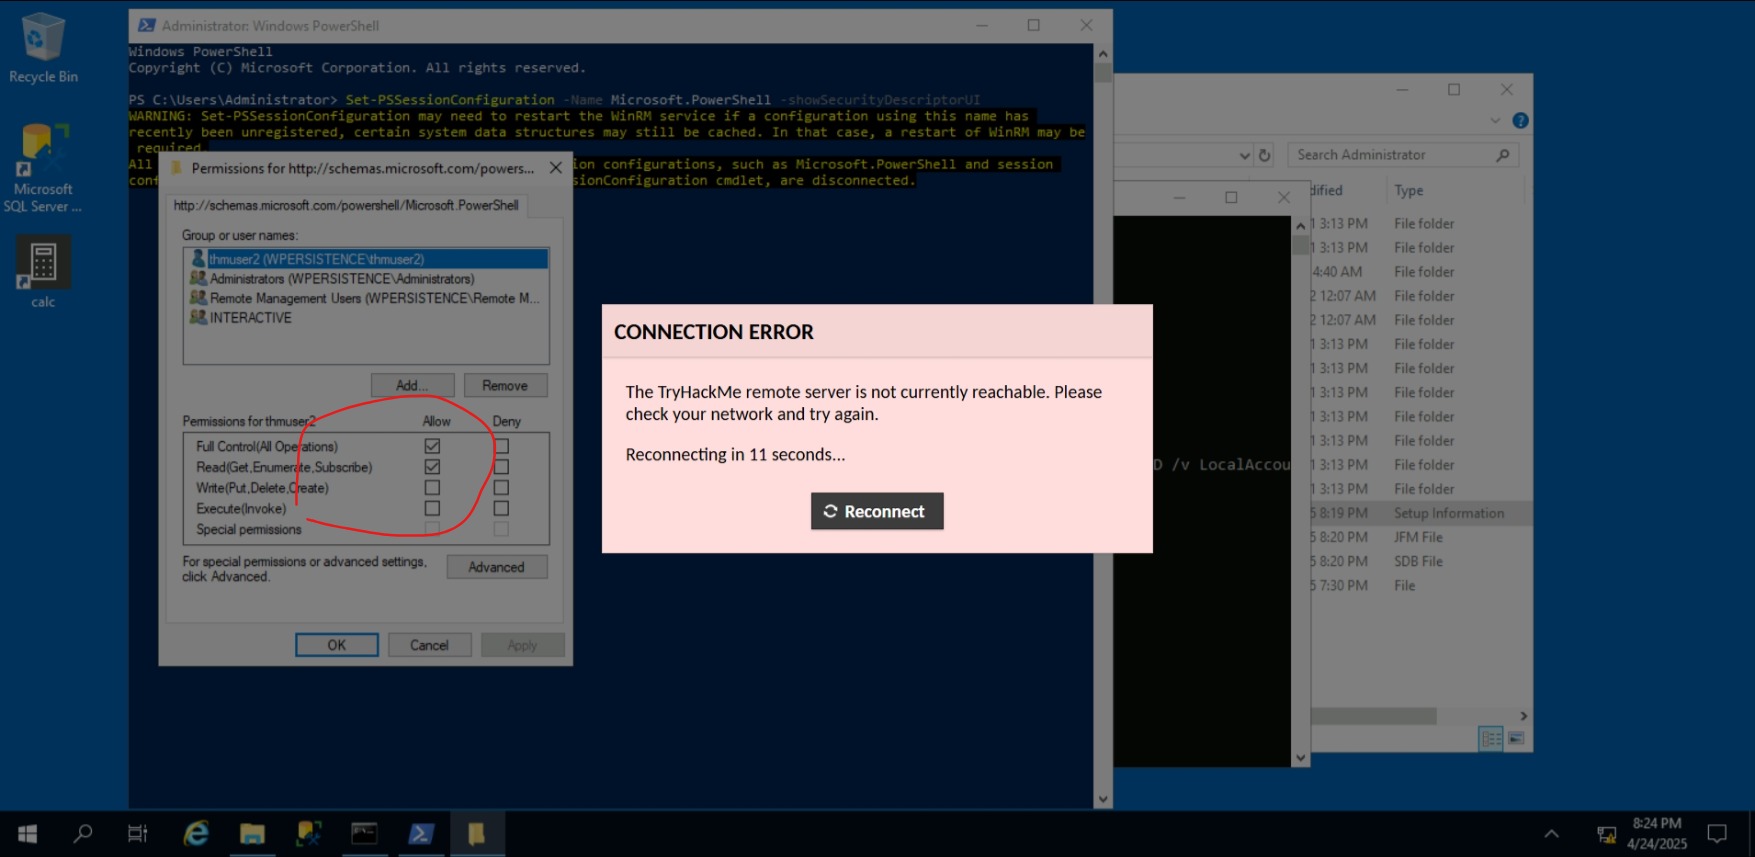 Recycle Bin
Microsoft
SQL Server ...
calc
Administrator: Windows PowerShell
Windows PowerShell
Copyright (C) Microsoft Corporation. All rights reserved.
PS C:\Users\Administrator> Set-PSSessionConfiguration -Name Microsoft.PowerShell -showSecurityDescriptorUI
WARNING: Set-PSSessionConfiguration may need to restart the WinRM service if a configuration using this name has
recently been unregistered, certain system data structures may still be cached. In that case, a restart of WinRM may be
required.
All
ion configurations, such as Microsoft.PowerShell and session
conf
sionConfiguration cmdlet, are disconnected.
Permissions for http://schemas.microsoft.com/powers...
http://schemas.microsoft.com/powershell/Microsoft.PowerShell
Group or user names:
thmuser2 (WPERSISTENCE\thmuser2)
Administrators (WPERSISTENCE\Administrators)
Remote Management Users (WPERSISTENCE\Remote M...
INTERACTIVE
Add...
Remove
Permissions for thmuser2
Allow
Deny
Full Control(All Operations)
Read(Get,Enumerate,Subscribe)
Write(Put,Delete,Create)
Execute(Invoke)
Special permissions
For special permissions or advanced settings,
click Advanced.
Advanced
OK
Cancel
Apply
CONNECTION ERROR
The TryHackMe remote server is not currently reachable. Please
check your network and try again.
Reconnecting in 11 seconds...
Reconnect
D /v LocalAccou
Search Administrator
dified
Type
1 3:13 PM File folder
1 3:13 PM File folder
4:40 AM File folder
2 12:07 AM File folder
2 12:07 AM File folder
1 3:13 PM File folder
1 3:13 PM File folder
1 3:13 PM File folder
1 3:13 PM File folder
1 3:13 PM File folder
1 3:13 PM File folder
1 3:13 PM File folder
5 8:19 PM Setup Information
5 8:20 PM JFM File
5 8:20 PM SDB File
5 7:30 PM File
8:24 PM
4/24/2025